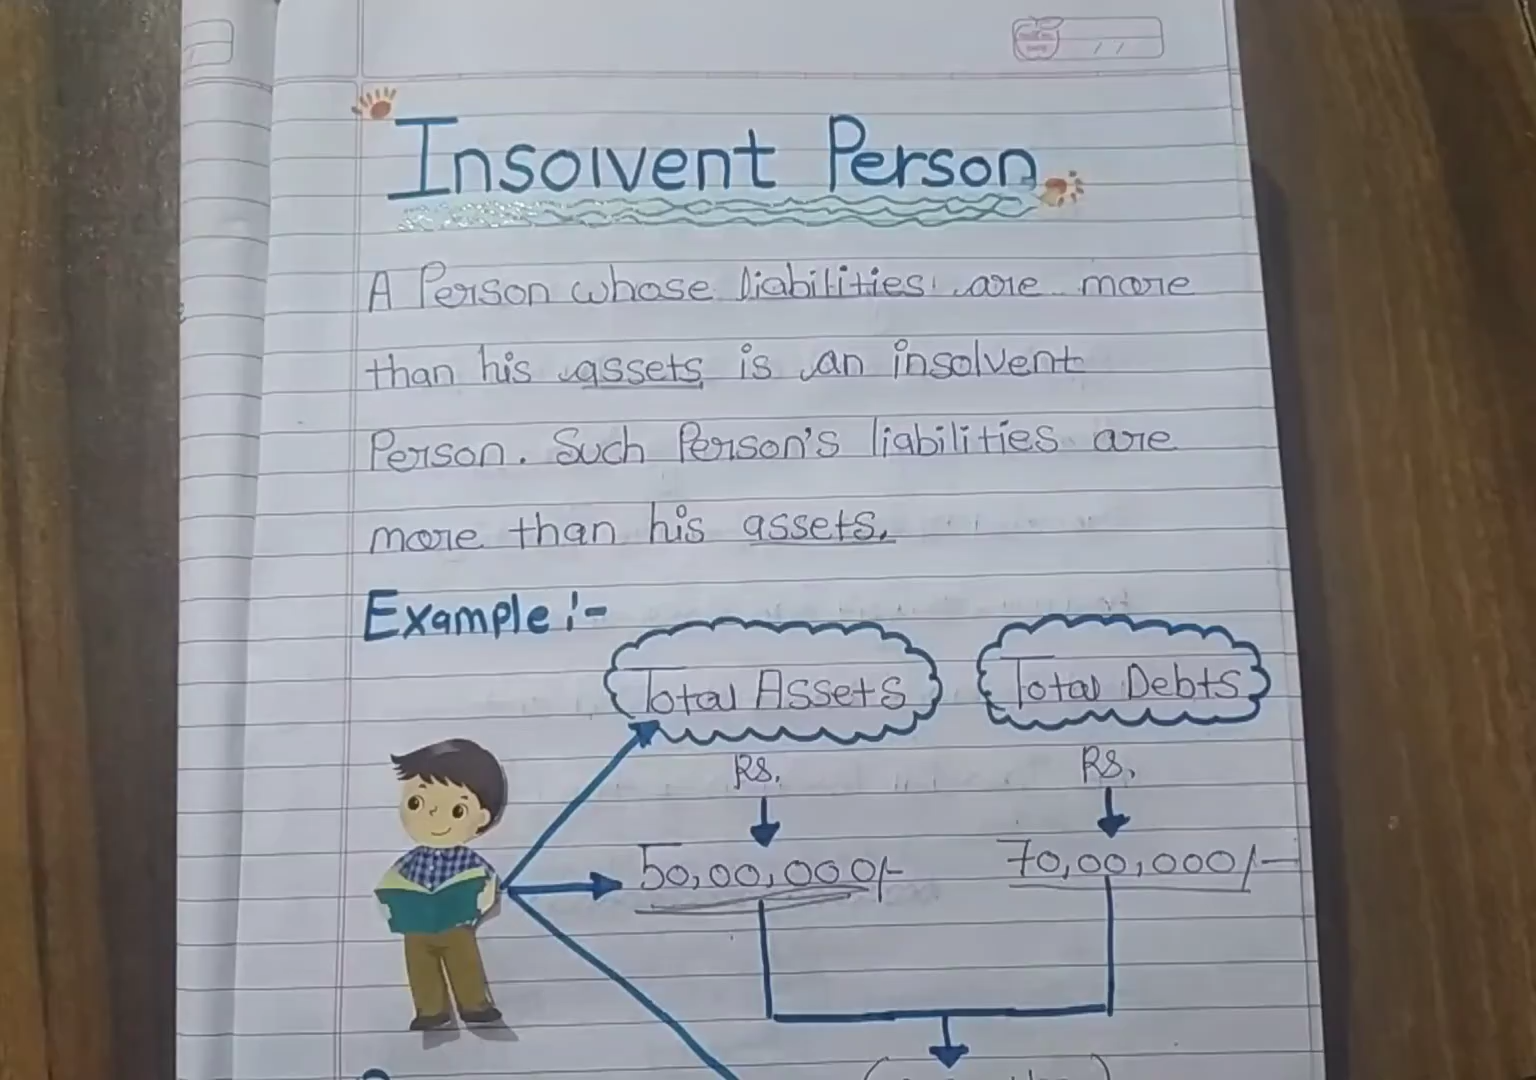 Insolvent Person
A Person whose liabilities are more
than his assets is an insolvent
Person. Such Person's liabilities are
more than his assets.
Example :-
Total Assets
Total Debts
Rs.
Rs.
50,00,000/-
70,00,000/-